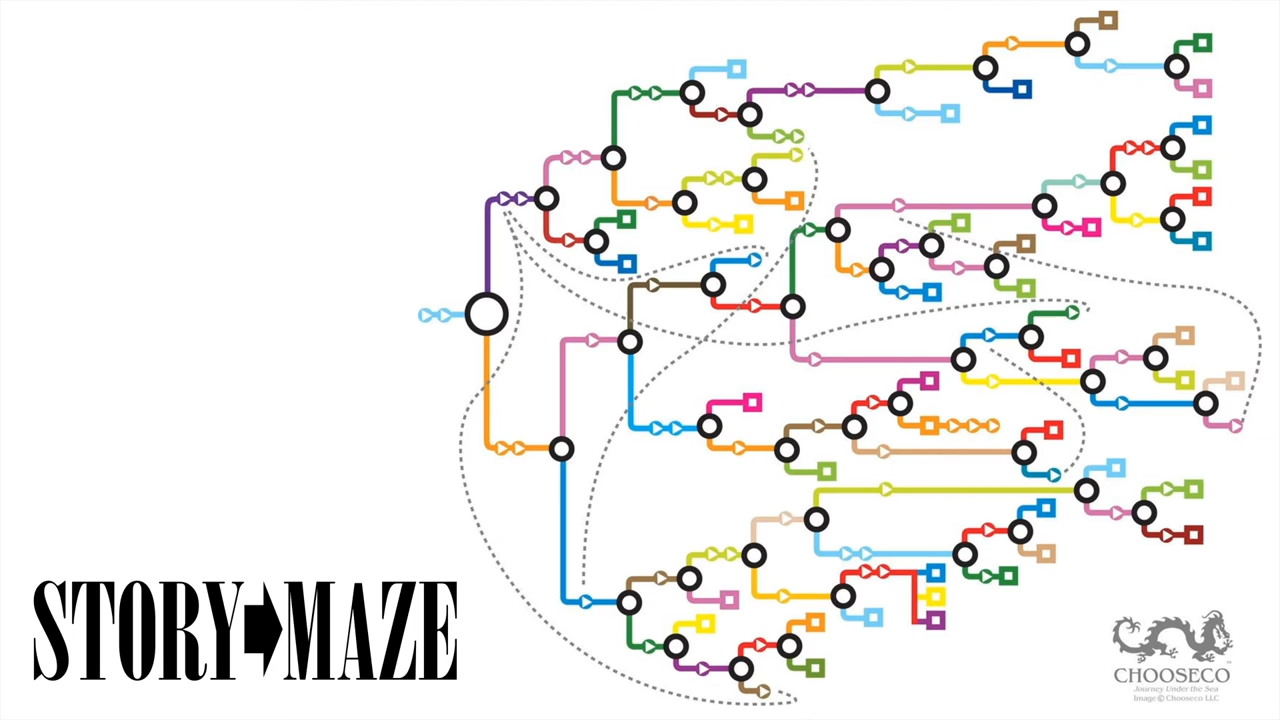 STORY➡MAZE
CHOOSECO
Journey Under the Sea
Image © Chooseco LLC